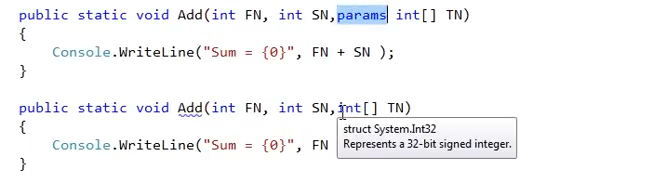 public static void Add(int FN, int SN,params int[] TN)
{
Console.WriteLine("Sum = {0}", FN + SN );
}
public static void Add(int FN, int SN,int[] TN)
{
struct System.Int32
Console.WriteLine("Sum = {0}", FN
Represents a 32-bit signed integer.
}